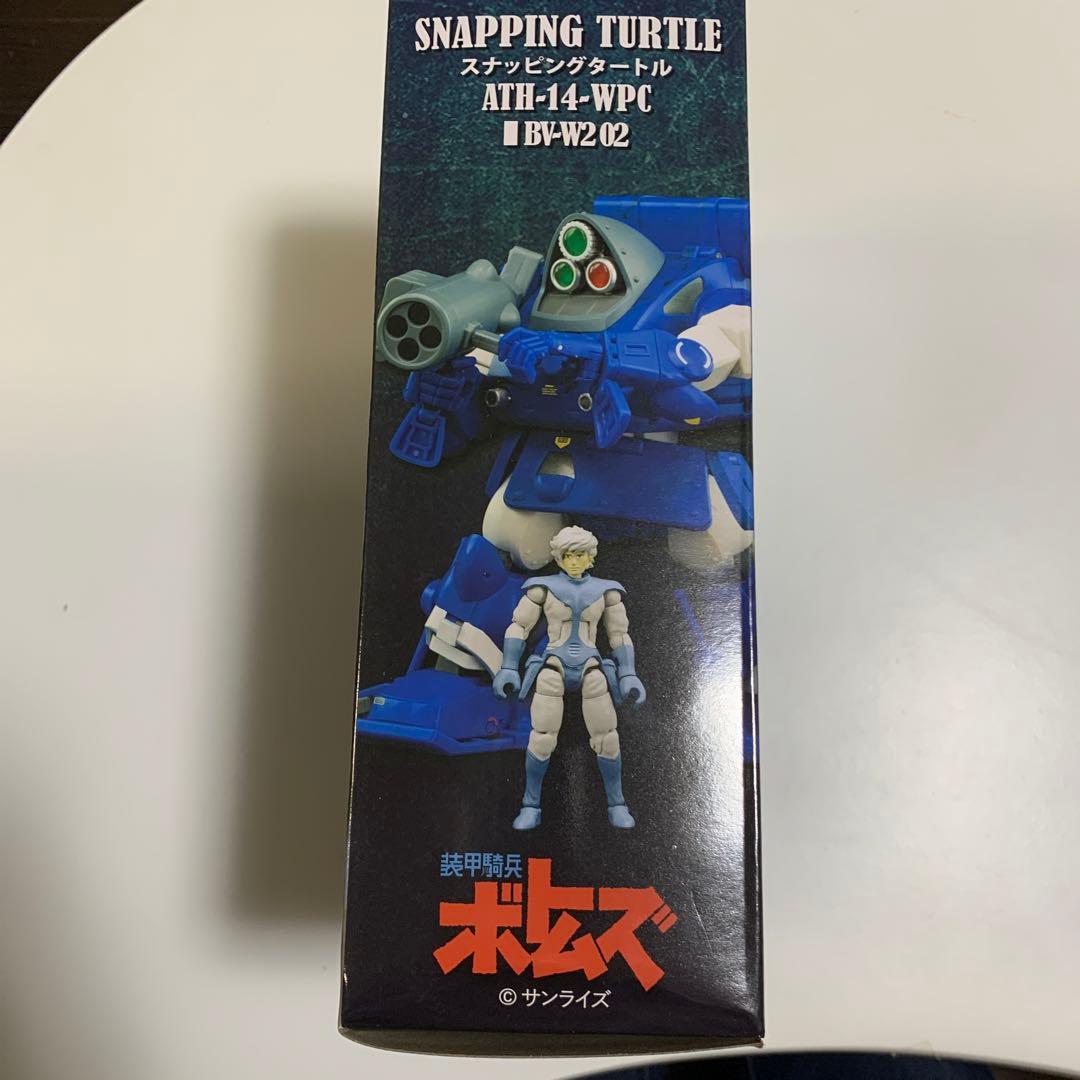 SNAPPING TURTLE
スナッピングタートル
ATH-14-WPC
BV-W2 02
装甲騎兵
ボトムズ
© サンライズ